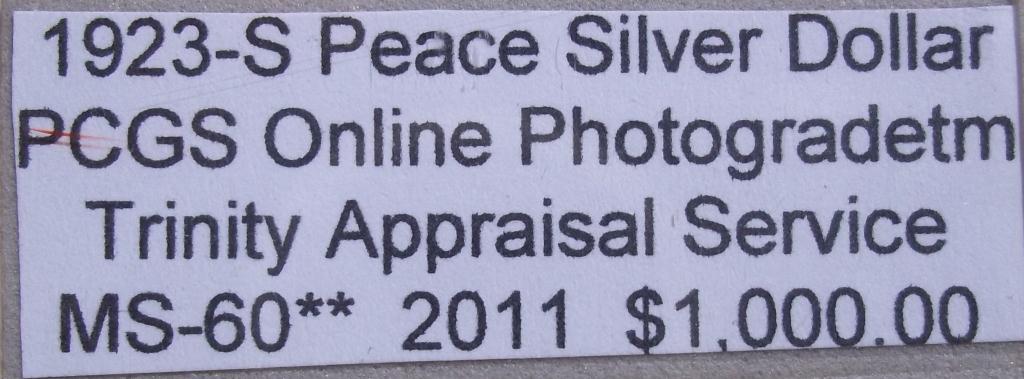 1923-S Peace Silver Dollar
PCGS Online Photogradetm
Trinity Appraisal Service
MS-60** 2011 $1,000.00